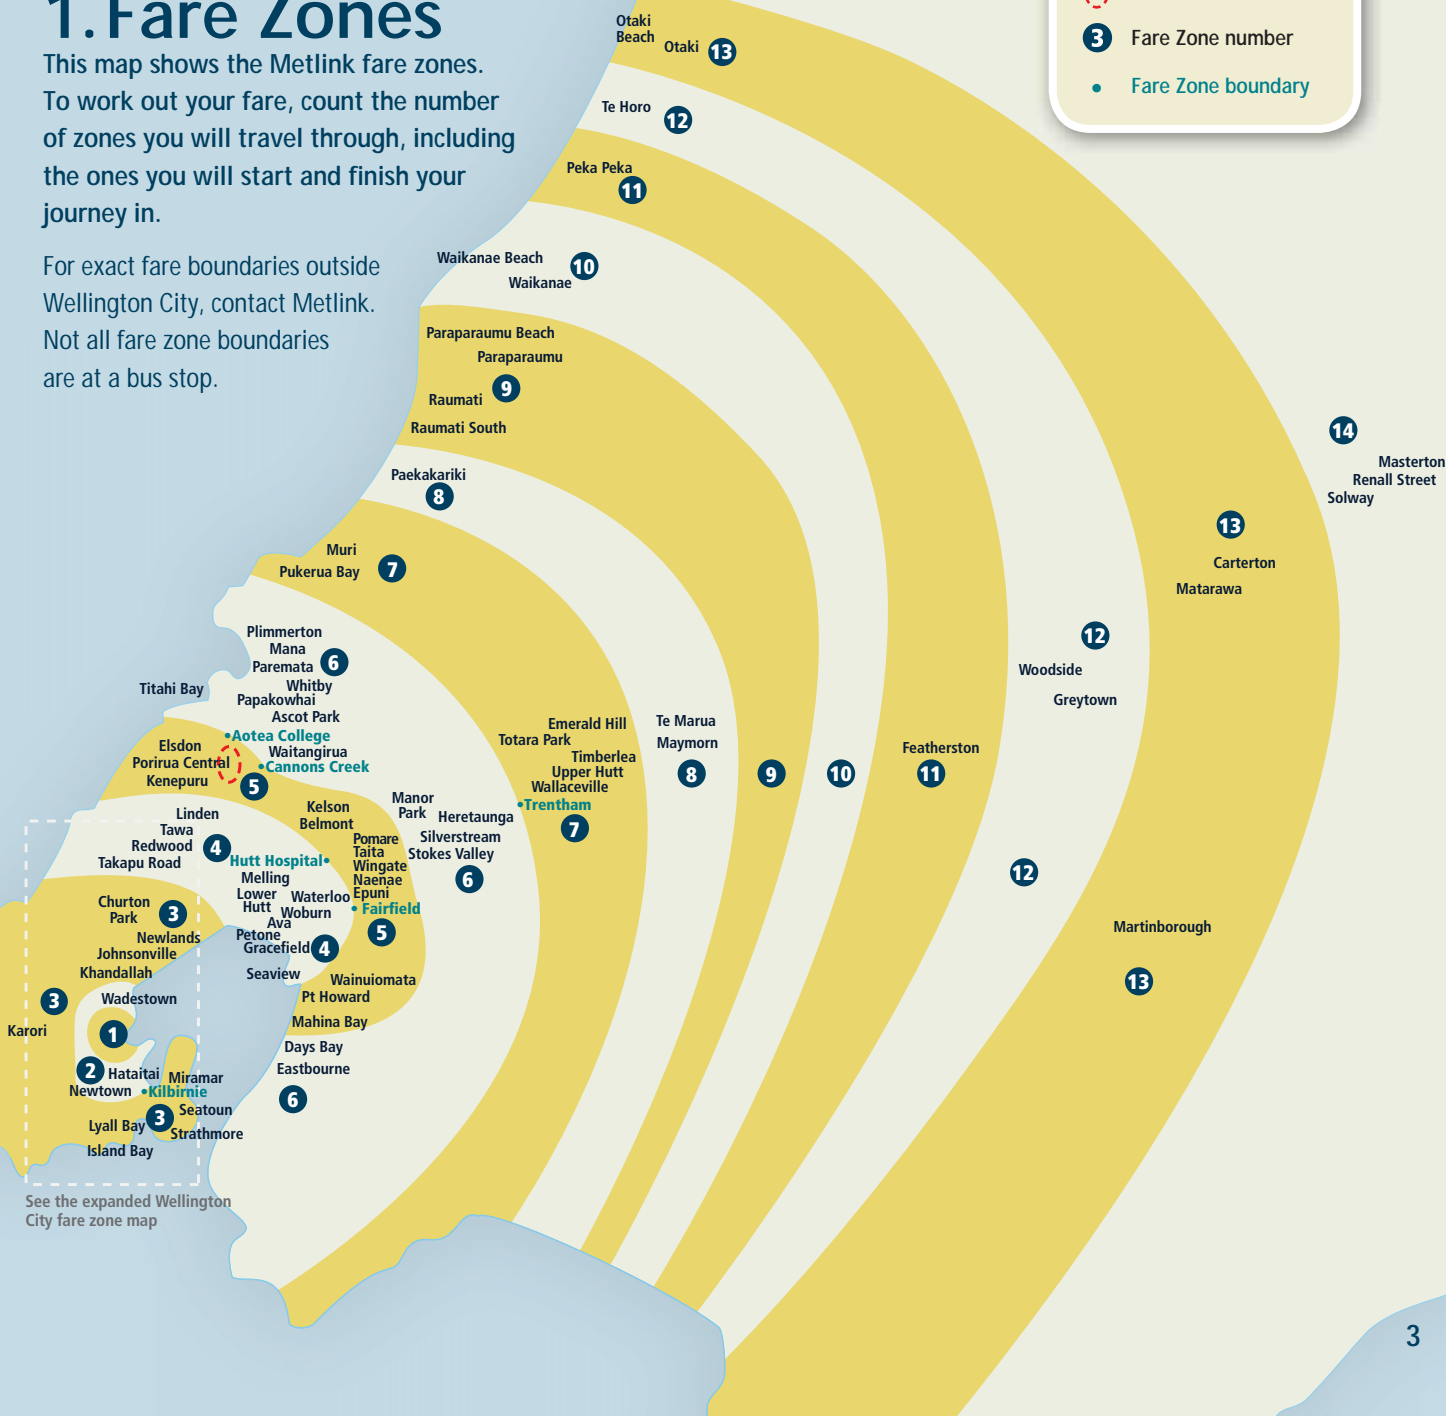 1. Fare Zones
This map shows the Metlink fare zones.
To work out your fare, count the number
of zones you will travel through, including
the ones you will start and finish your
journey in.
For exact fare boundaries outside
Wellington City, contact Metlink.
Not all fare zone boundaries
are at a bus stop.
3 Fare Zone number
Fare Zone boundary
Otaki
Beach
Otaki 13
Te Horo
12
Peka Peka
11
Waikanae Beach
10
Waikanae
Paraparaumu Beach
Paraparaumu
9
Raumati
Raumati South
Paekakariki
8
Muri
Pukerua Bay
7
Plimmerton
Mana
Paremata
6
Whitby
Titahi Bay
Papakowhai
Ascot Park
Aotea College
Elsdon
Waitangirua
Porirua Central
Cannons Creek
Kenepuru
5
Linden
Tawa
Redwood
4
Takapu Road
Kelson
Belmont
Hutt Hospital
Melling
Lower
Hutt
Waterloo
Woburn
Ava
Petone
Gracefield
4
Seaview
Pomare
Taita
Wingate
Naenae
Epuni
Fairfield
5
Wainuiomata
Pt Howard
Mahina Bay
Days Bay
Eastbourne
6
Manor
Park
Heretaunga
Silverstream
Stokes Valley
6
Emerald Hill
Totara Park
Timberlea
Upper Hutt
Wallaceville
Trentham
7
Te Marua
Maymorn
8
9
10
Featherston
11
12
Woodside
Greytown
12
13
Carterton
Matarawa
14
Masterton
Renall Street
Solway
Martinborough
13
Churton
Park
3
Newlands
Johnsonville
Khandallah
Wadestown
3
Karori
1
2
Hataitai
Miramar
Newtown
Kilbirnie
Seatoun
3
Lyall Bay
Strathmore
Island Bay
See the expanded Wellington
City fare zone map
3